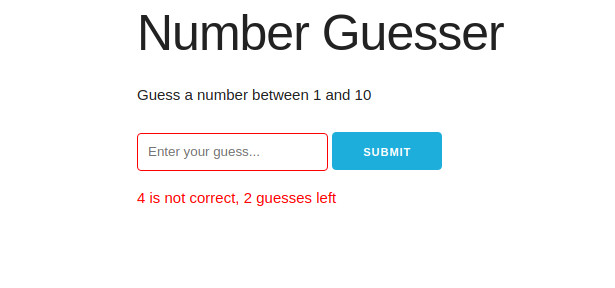 Number Guesser
Guess a number between 1 and 10
Enter your guess...
SUBMIT
4 is not correct, 2 guesses left